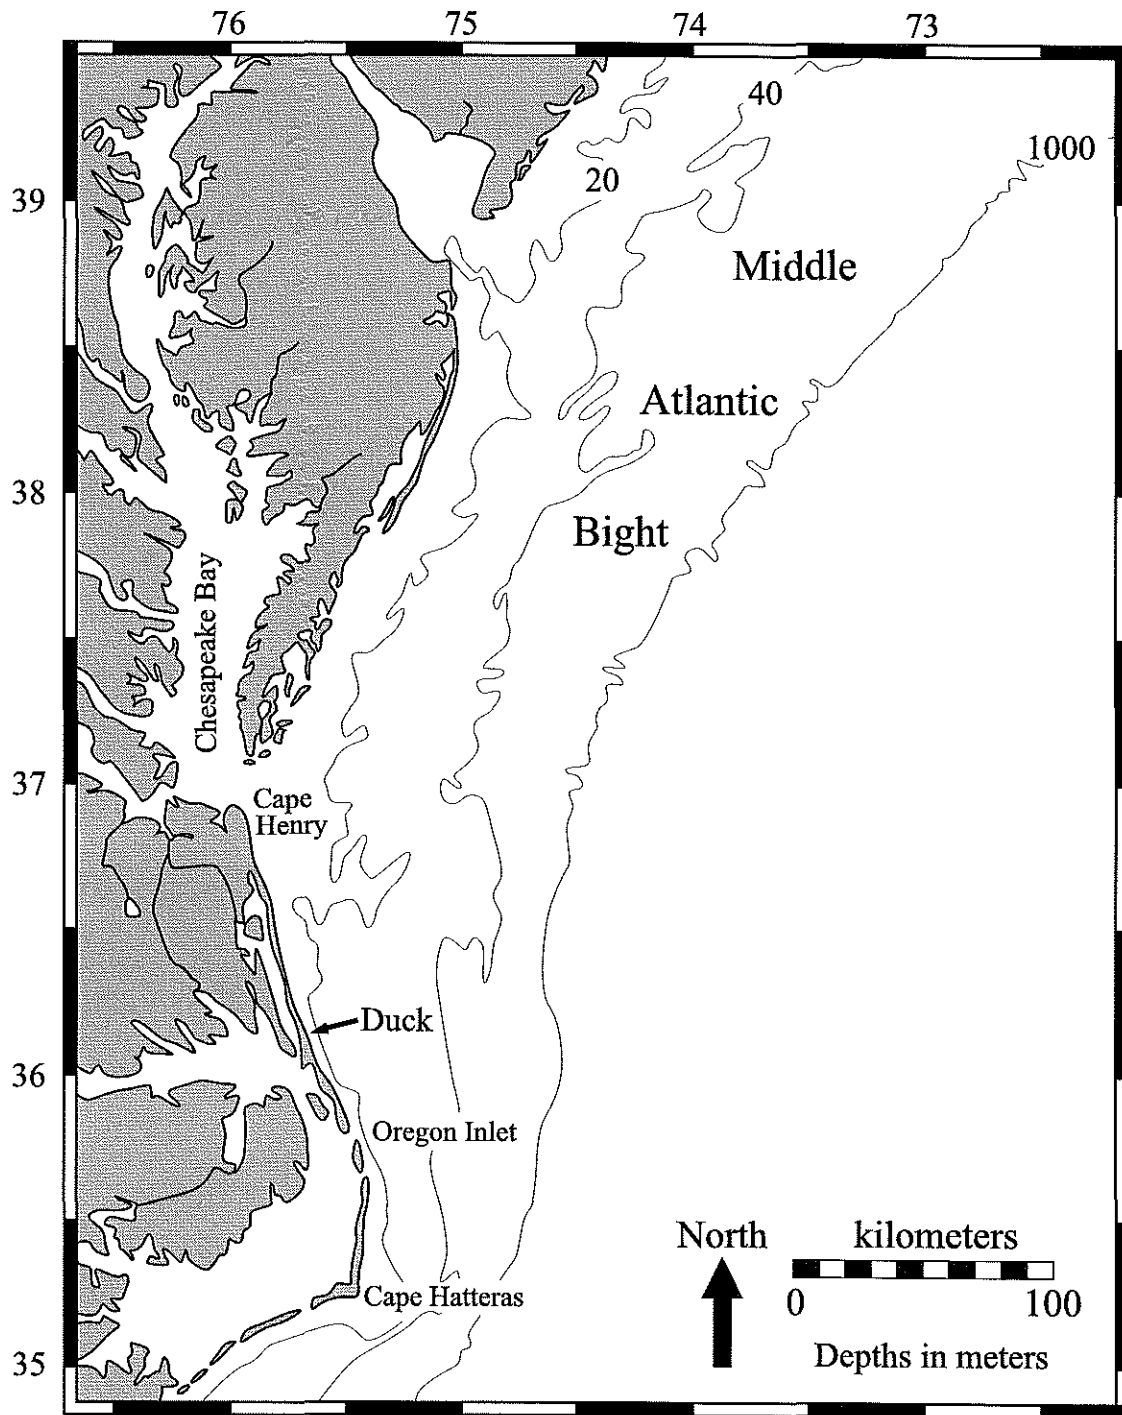 76 75 74 73
40
1000
20
39
Middle
Atlantic
38
Bight
Chesapeake Bay
37
Cape
Henry
Duck
36
Oregon Inlet
North
kilometers
Cape Hatteras
0 100
35
Depths in meters